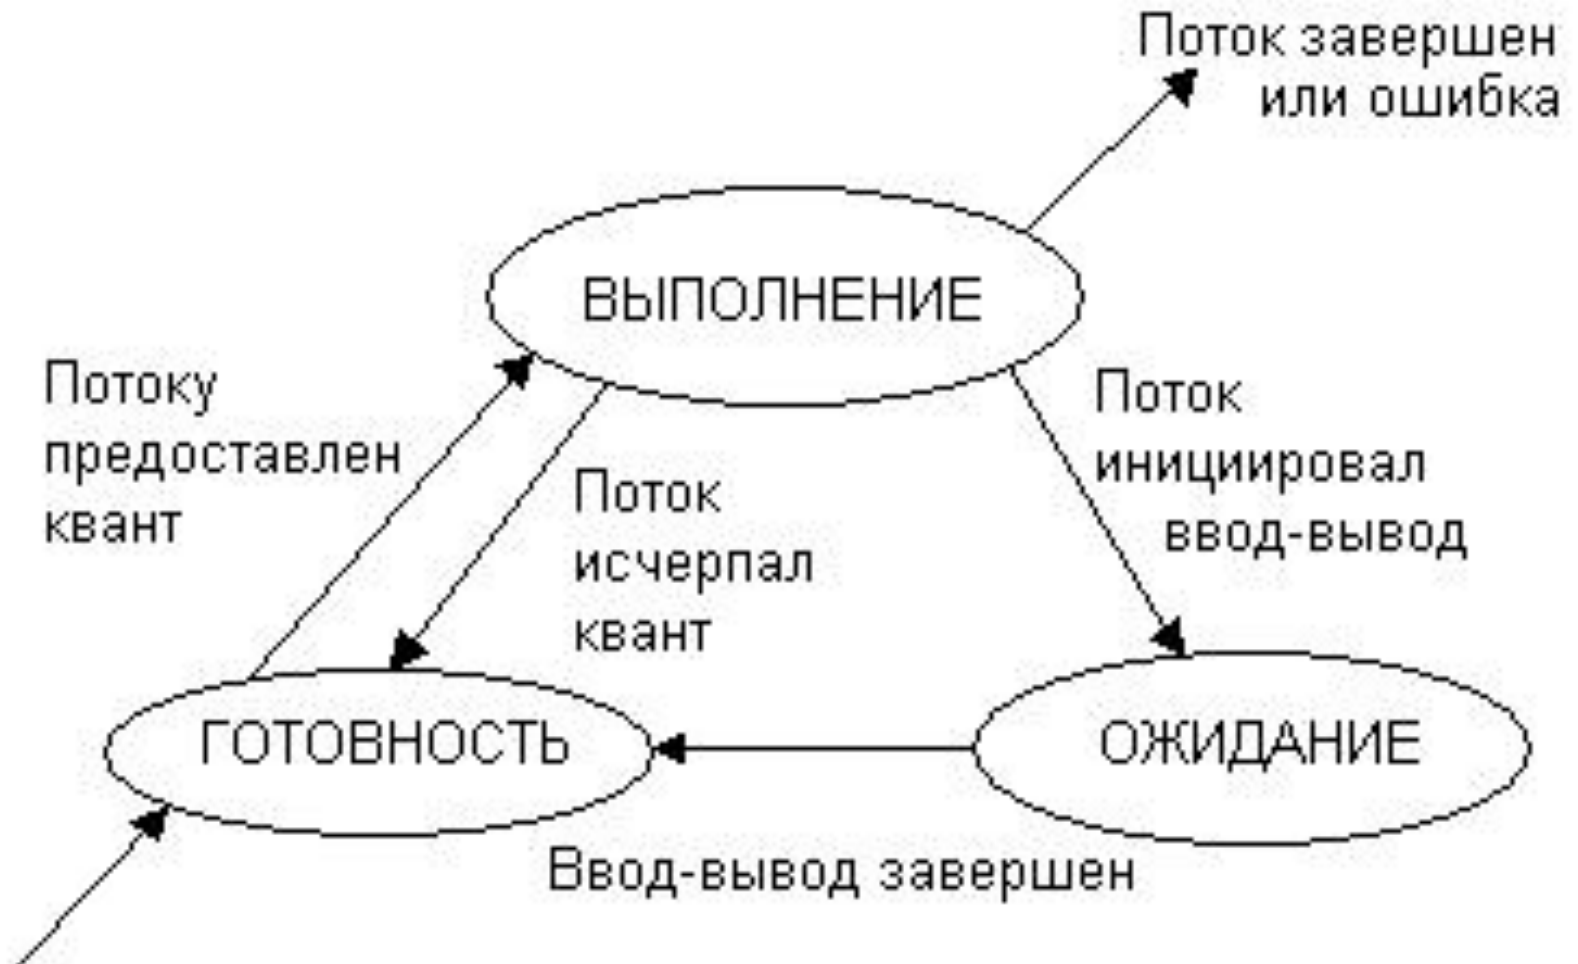 Поток завершен
или ошибка
ВЫПОЛНЕНИЕ
Потоку
предоставлен
квант
Поток
исчерпал
квант
Поток
инициировал
ввод-вывод
ГОТОВНОСТЬ
ОЖИДАНИЕ
Ввод-вывод завершен